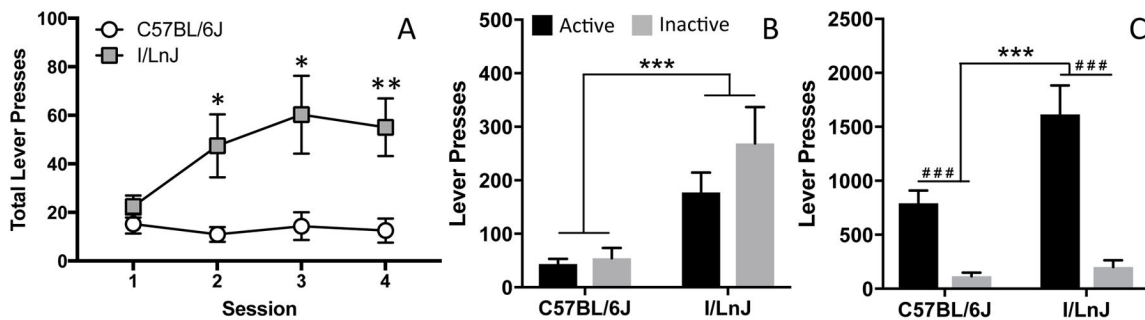 A
C57BL/6J
I/LnJ
Total Lever Presses
100
80
60
40
20
0
*
*
**
1 2 3 4
Session
B
Active Inactive
Lever Presses
500
400
300
200
100
0
***
C57BL/6J I/LnJ
C
Lever Presses
2500
2000
1500
1000
500
0
***
###
###
C57BL/6J I/LnJ